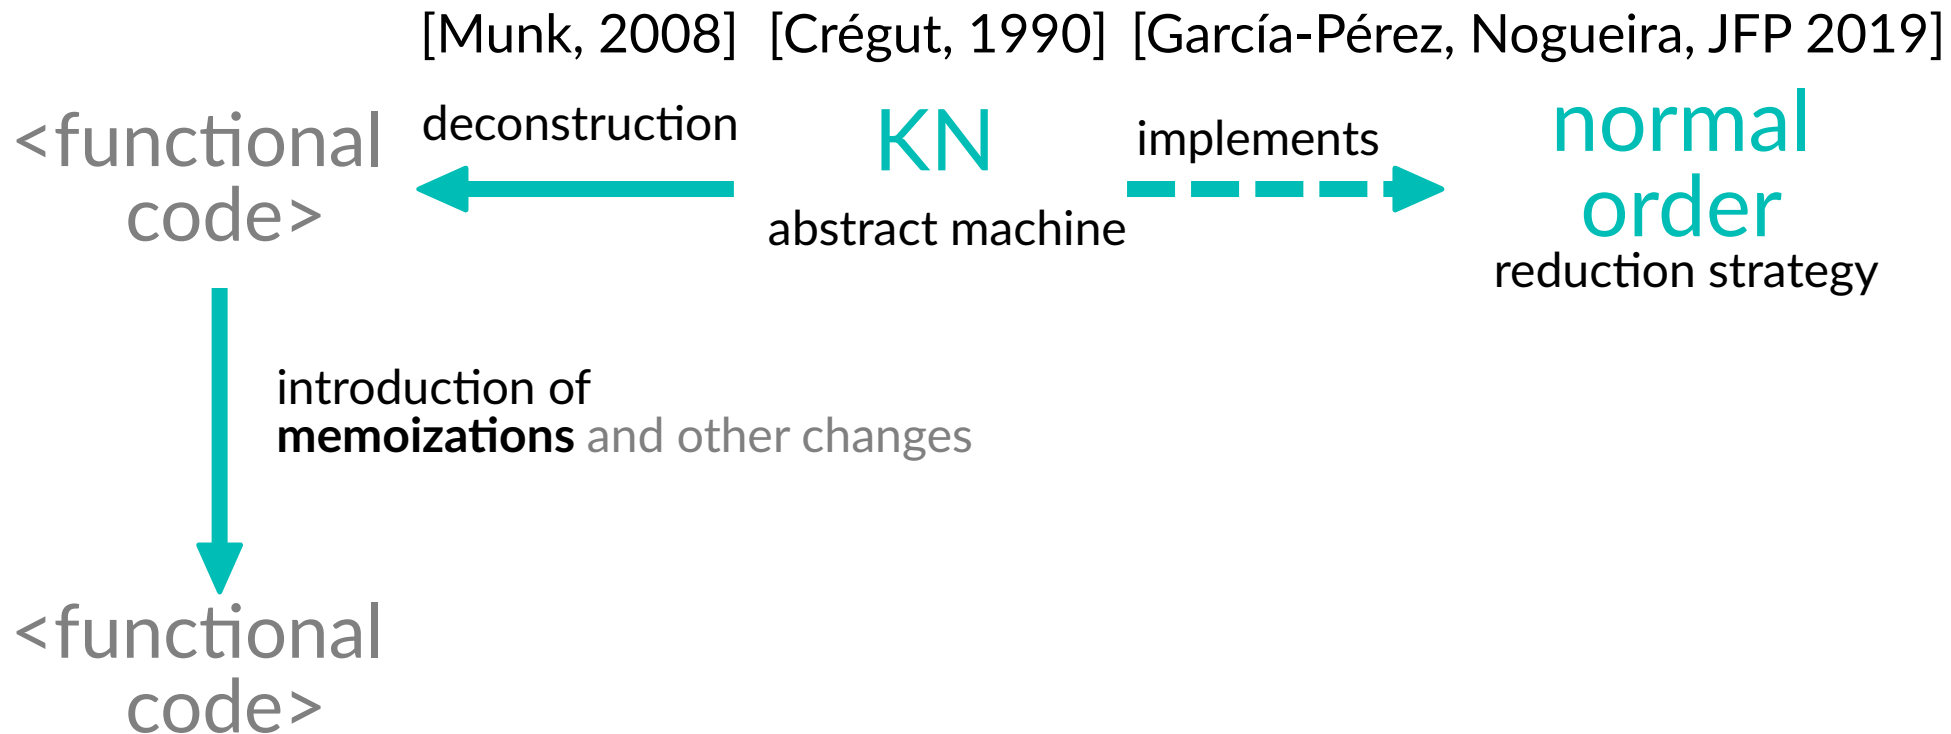 [Munk, 2008] [Crégut, 1990] [García-Pérez, Nogueira, JFP 2019]
<functional
code>
deconstruction
KN
abstract machine
implements
normal
order
reduction strategy
introduction of
memoizations and other changes
<functional
code>